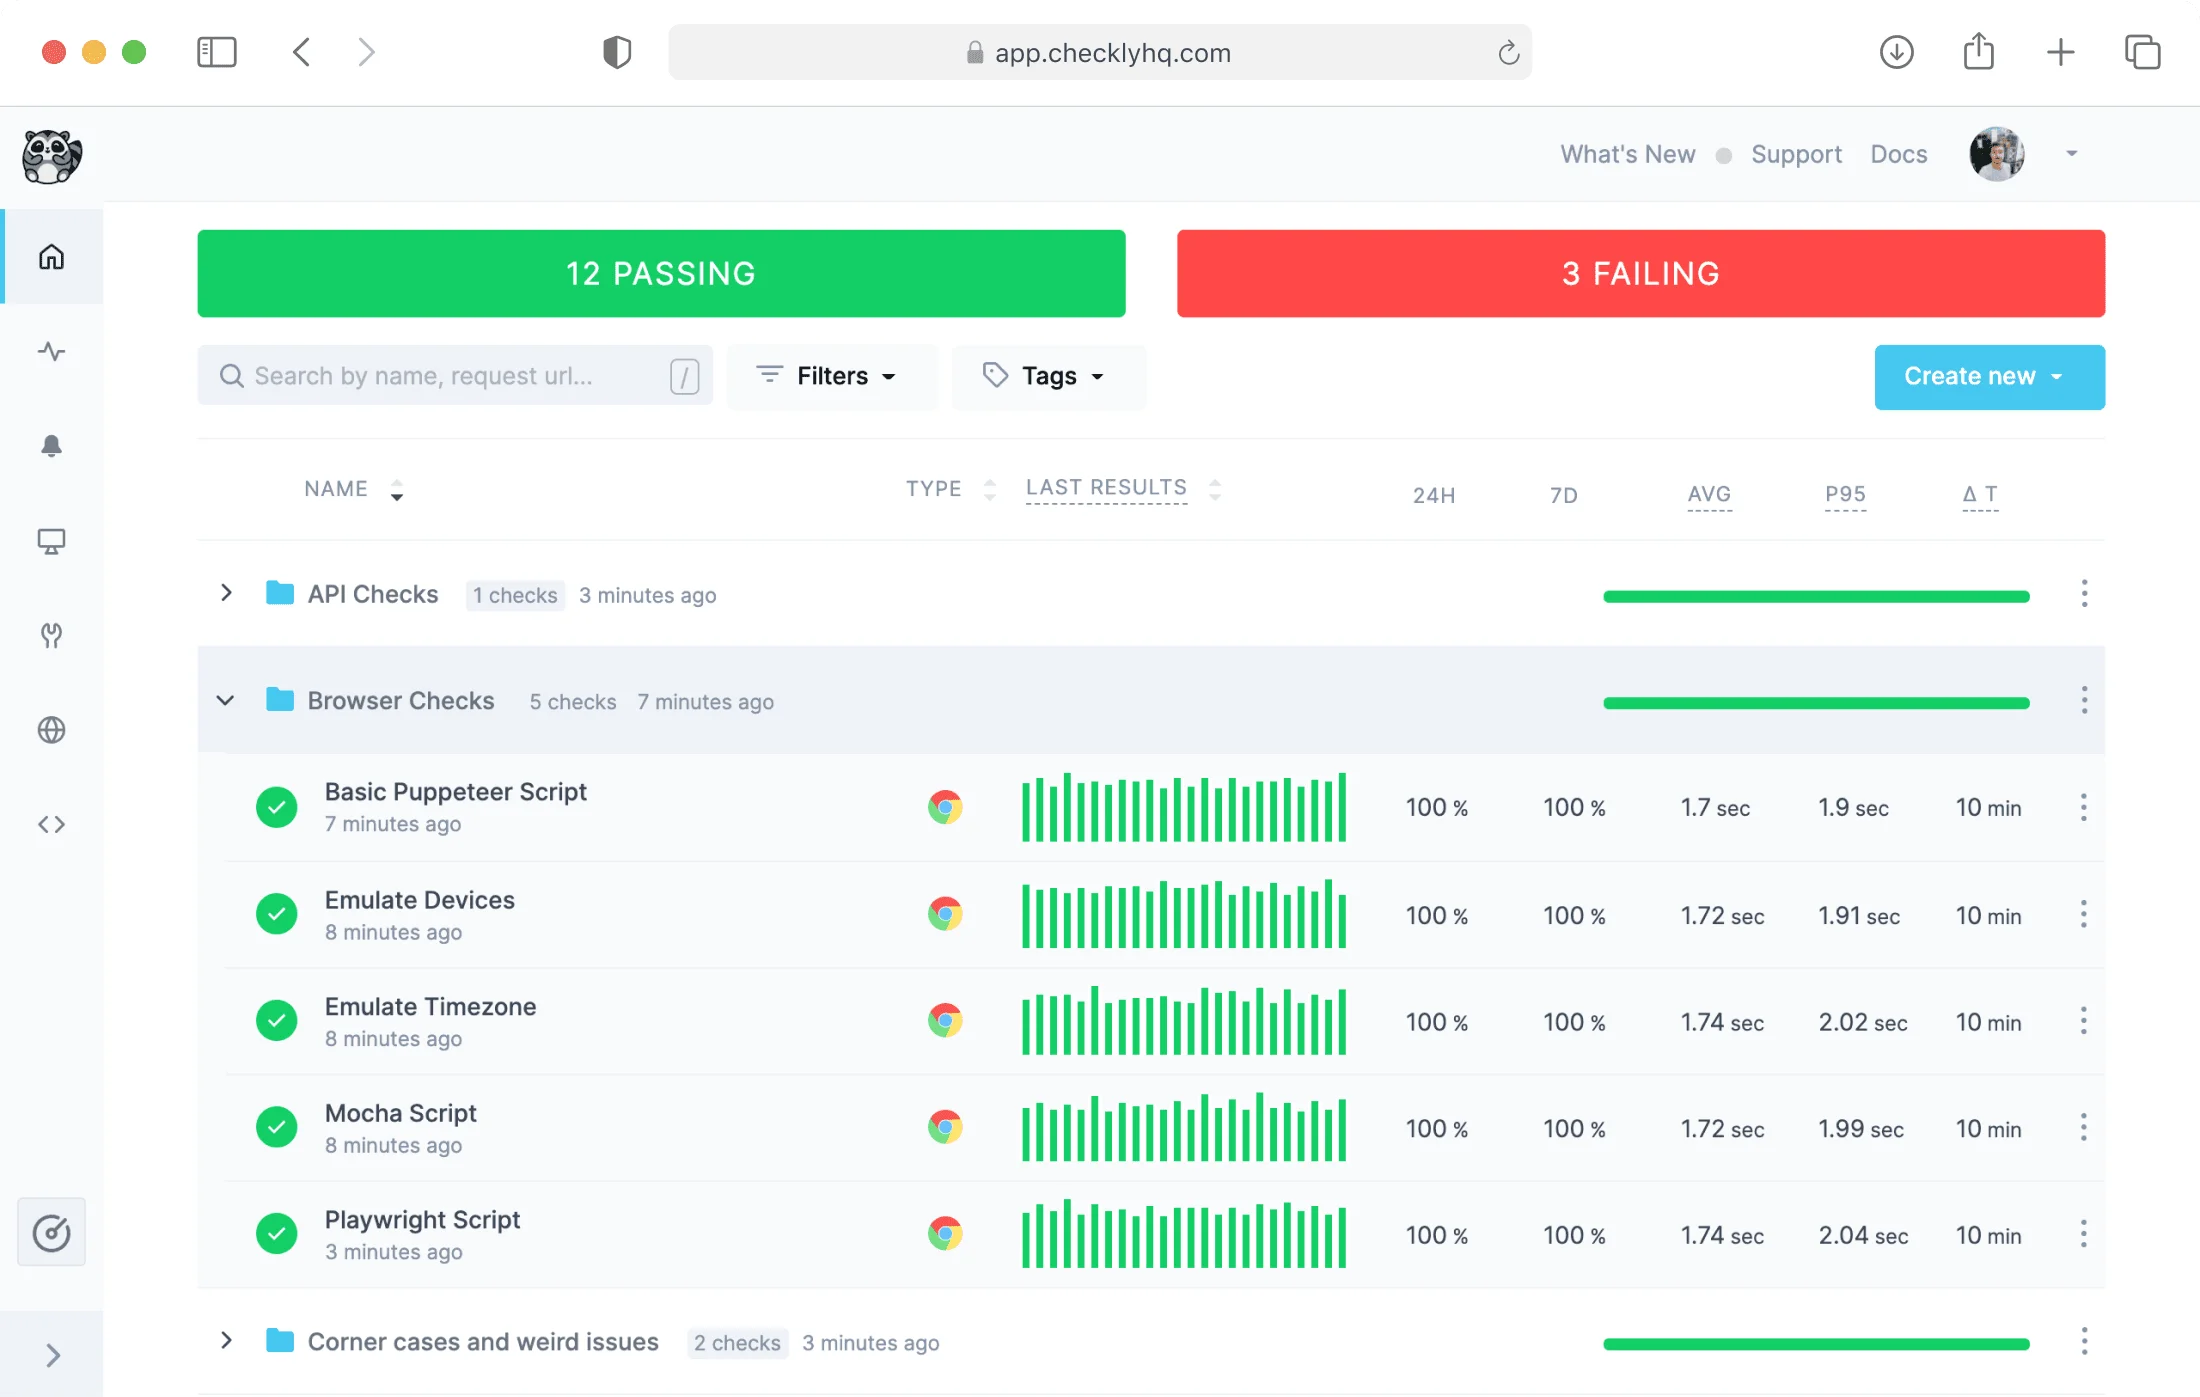 app.checklyhq.com
What's New Support Docs
12 PASSING
3 FAILING
Search by name, request url... /
Filters
Tags
Create new
NAME TYPE LAST RESULTS 24H 7D AVG P95 Δ T
API Checks 1 checks 3 minutes ago
Browser Checks 5 checks 7 minutes ago
Basic Puppeteer Script
7 minutes ago
100 % 100 % 1.7 sec 1.9 sec 10 min
Emulate Devices
8 minutes ago
100 % 100 % 1.72 sec 1.91 sec 10 min
Emulate Timezone
8 minutes ago
100 % 100 % 1.74 sec 2.02 sec 10 min
Mocha Script
8 minutes ago
100 % 100 % 1.72 sec 1.99 sec 10 min
Playwright Script
3 minutes ago
100 % 100 % 1.74 sec 2.04 sec 10 min
Corner cases and weird issues 2 checks 3 minutes ago